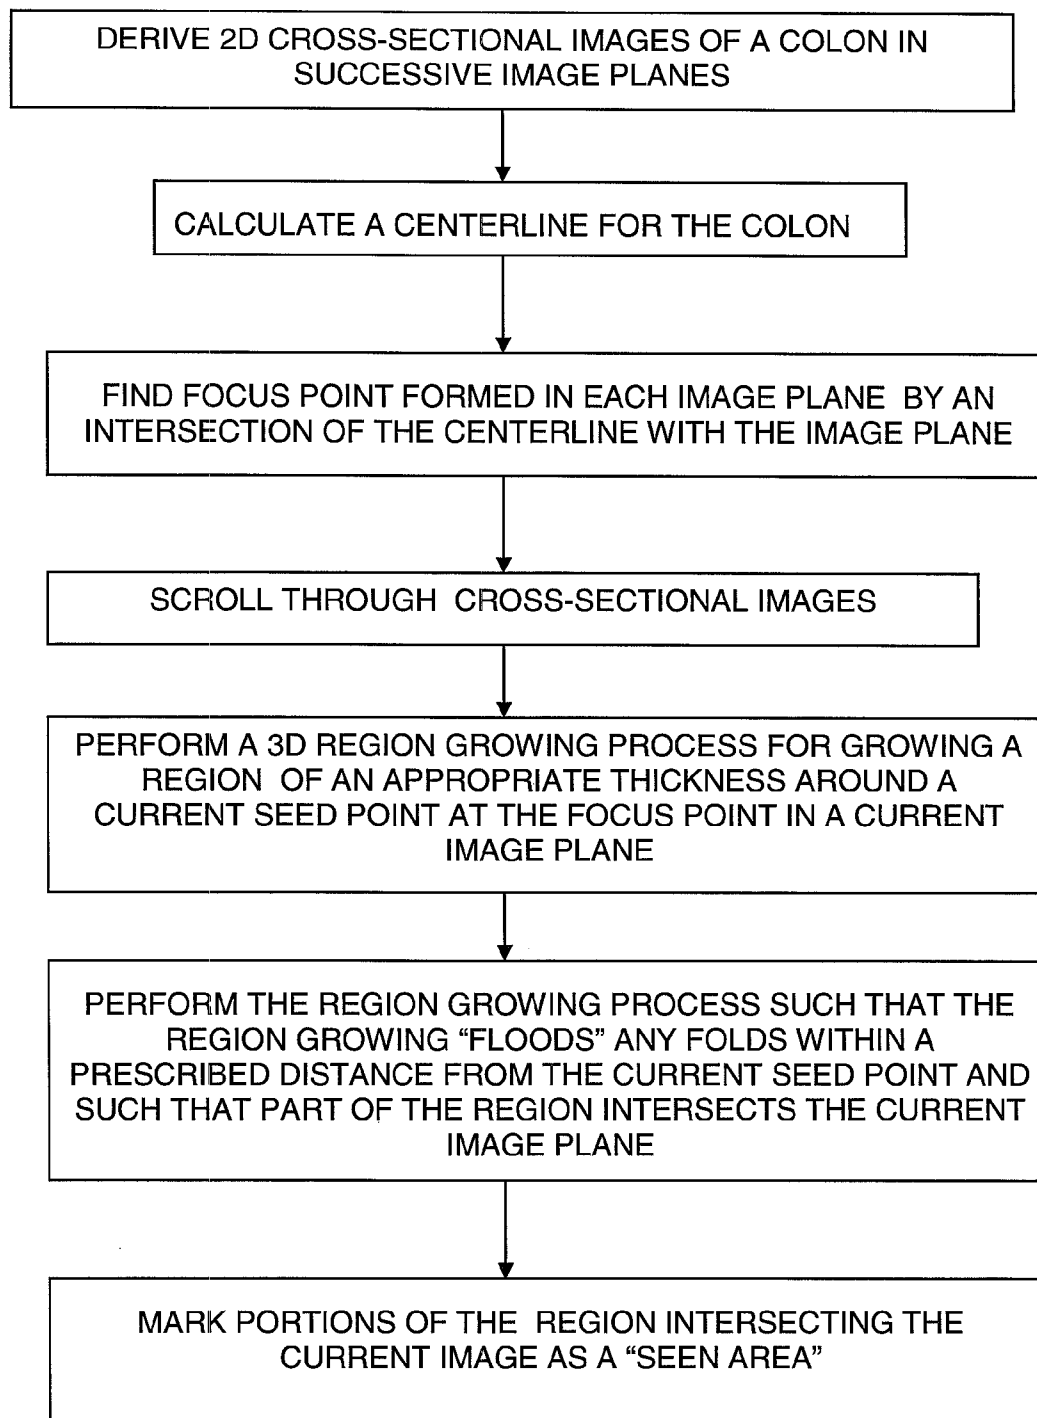 DERIVE 2D CROSS-SECTIONAL IMAGES OF A COLON IN
SUCCESSIVE IMAGE PLANES
CALCULATE A CENTERLINE FOR THE COLON
FIND FOCUS POINT FORMED IN EACH IMAGE PLANE BY AN
INTERSECTION OF THE CENTERLINE WITH THE IMAGE PLANE
SCROLL THROUGH CROSS-SECTIONAL IMAGES
PERFORM A 3D REGION GROWING PROCESS FOR GROWING A
REGION OF AN APPROPRIATE THICKNESS AROUND A
CURRENT SEED POINT AT THE FOCUS POINT IN A CURRENT
IMAGE PLANE
PERFORM THE REGION GROWING PROCESS SUCH THAT THE
REGION GROWING “FLOODS” ANY FOLDS WITHIN A
PRESCRIBED DISTANCE FROM THE CURRENT SEED POINT AND
SUCH THAT PART OF THE REGION INTERSECTS THE CURRENT
IMAGE PLANE
MARK PORTIONS OF THE REGION INTERSECTING THE
CURRENT IMAGE AS A “SEEN AREA”